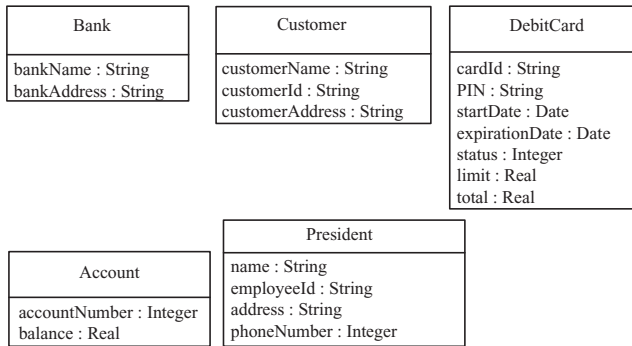 Bank
bankName : String
bankAddress : String
Customer
customerName : String
customerId : String
customerAddress : String
DebitCard
cardId : String
PIN : String
startDate : Date
expirationDate : Date
status : Integer
limit : Real
total : Real
Account
accountNumber : Integer
balance : Real
President
name : String
employeeId : String
address : String
phoneNumber : Integer